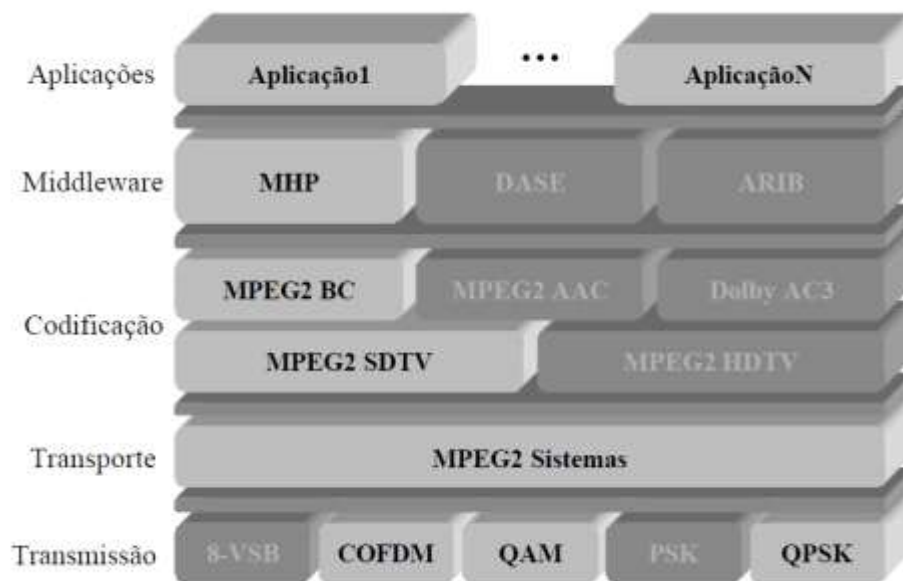 Aplicações
Aplicação1
...
AplicaçãoN
Middleware
MHP
DASE
ARIB
Codificação
MPEG2 BC
MPEG2 AAC
Dolby AC3
MPEG2 SDTV
MPEG2 HDTV
Transporte
MPEG2 Sistemas
Transmissão
8-VSB
COFDM
QAM
PSK
QPSK